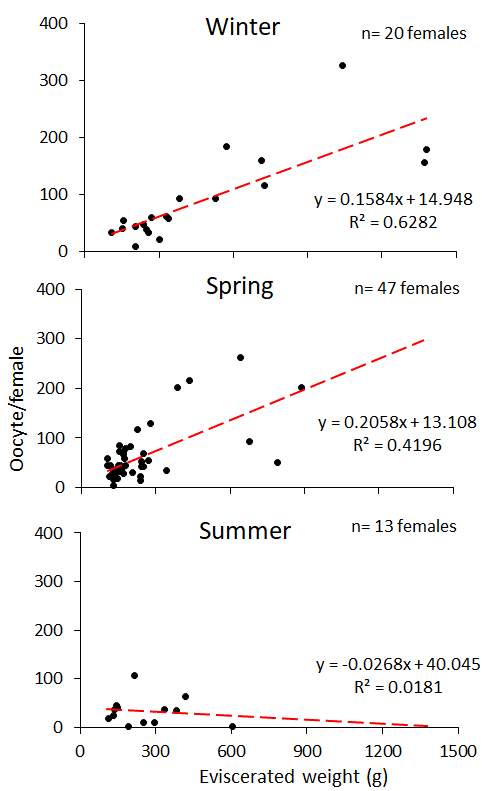 Winter
n= 20 females
400
300
200
100
0
y = 0.1584x + 14.948
R² = 0.6282
Spring
n= 47 females
400
300
200
100
0
y = 0.2058x + 13.108
R² = 0.4196
Oocyte/female
Summer
n= 13 females
400
300
200
100
0
y = -0.0268x + 40.045
R² = 0.0181
0 300 600 900 1200 1500
Eviscerated weight (g)